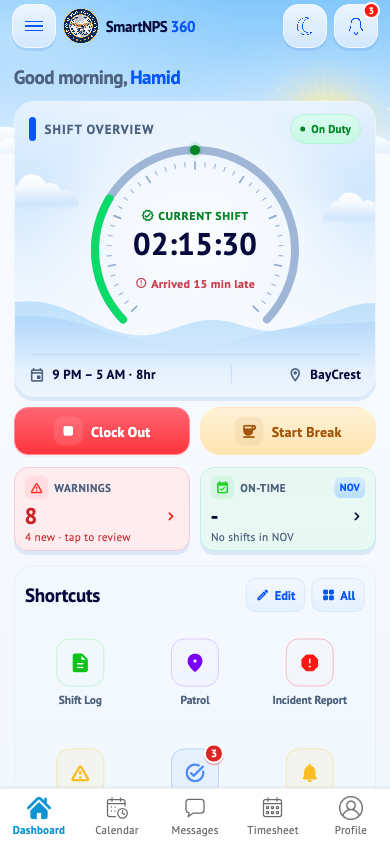 SmartNPS 360
3
Good morning, Hamid
SHIFT OVERVIEW
On Duty
CURRENT SHIFT
02:15:30
Arrived 15 min late
9 PM – 5 AM · 8hr
BayCrest
Clock Out
Start Break
WARNINGS
8
4 new · tap to review
ON-TIME
NOV
-
No shifts in NOV
Shortcuts
Edit
All
Shift Log
Patrol
Incident Report
3
Dashboard
Calendar
Messages
Timesheet
Profile